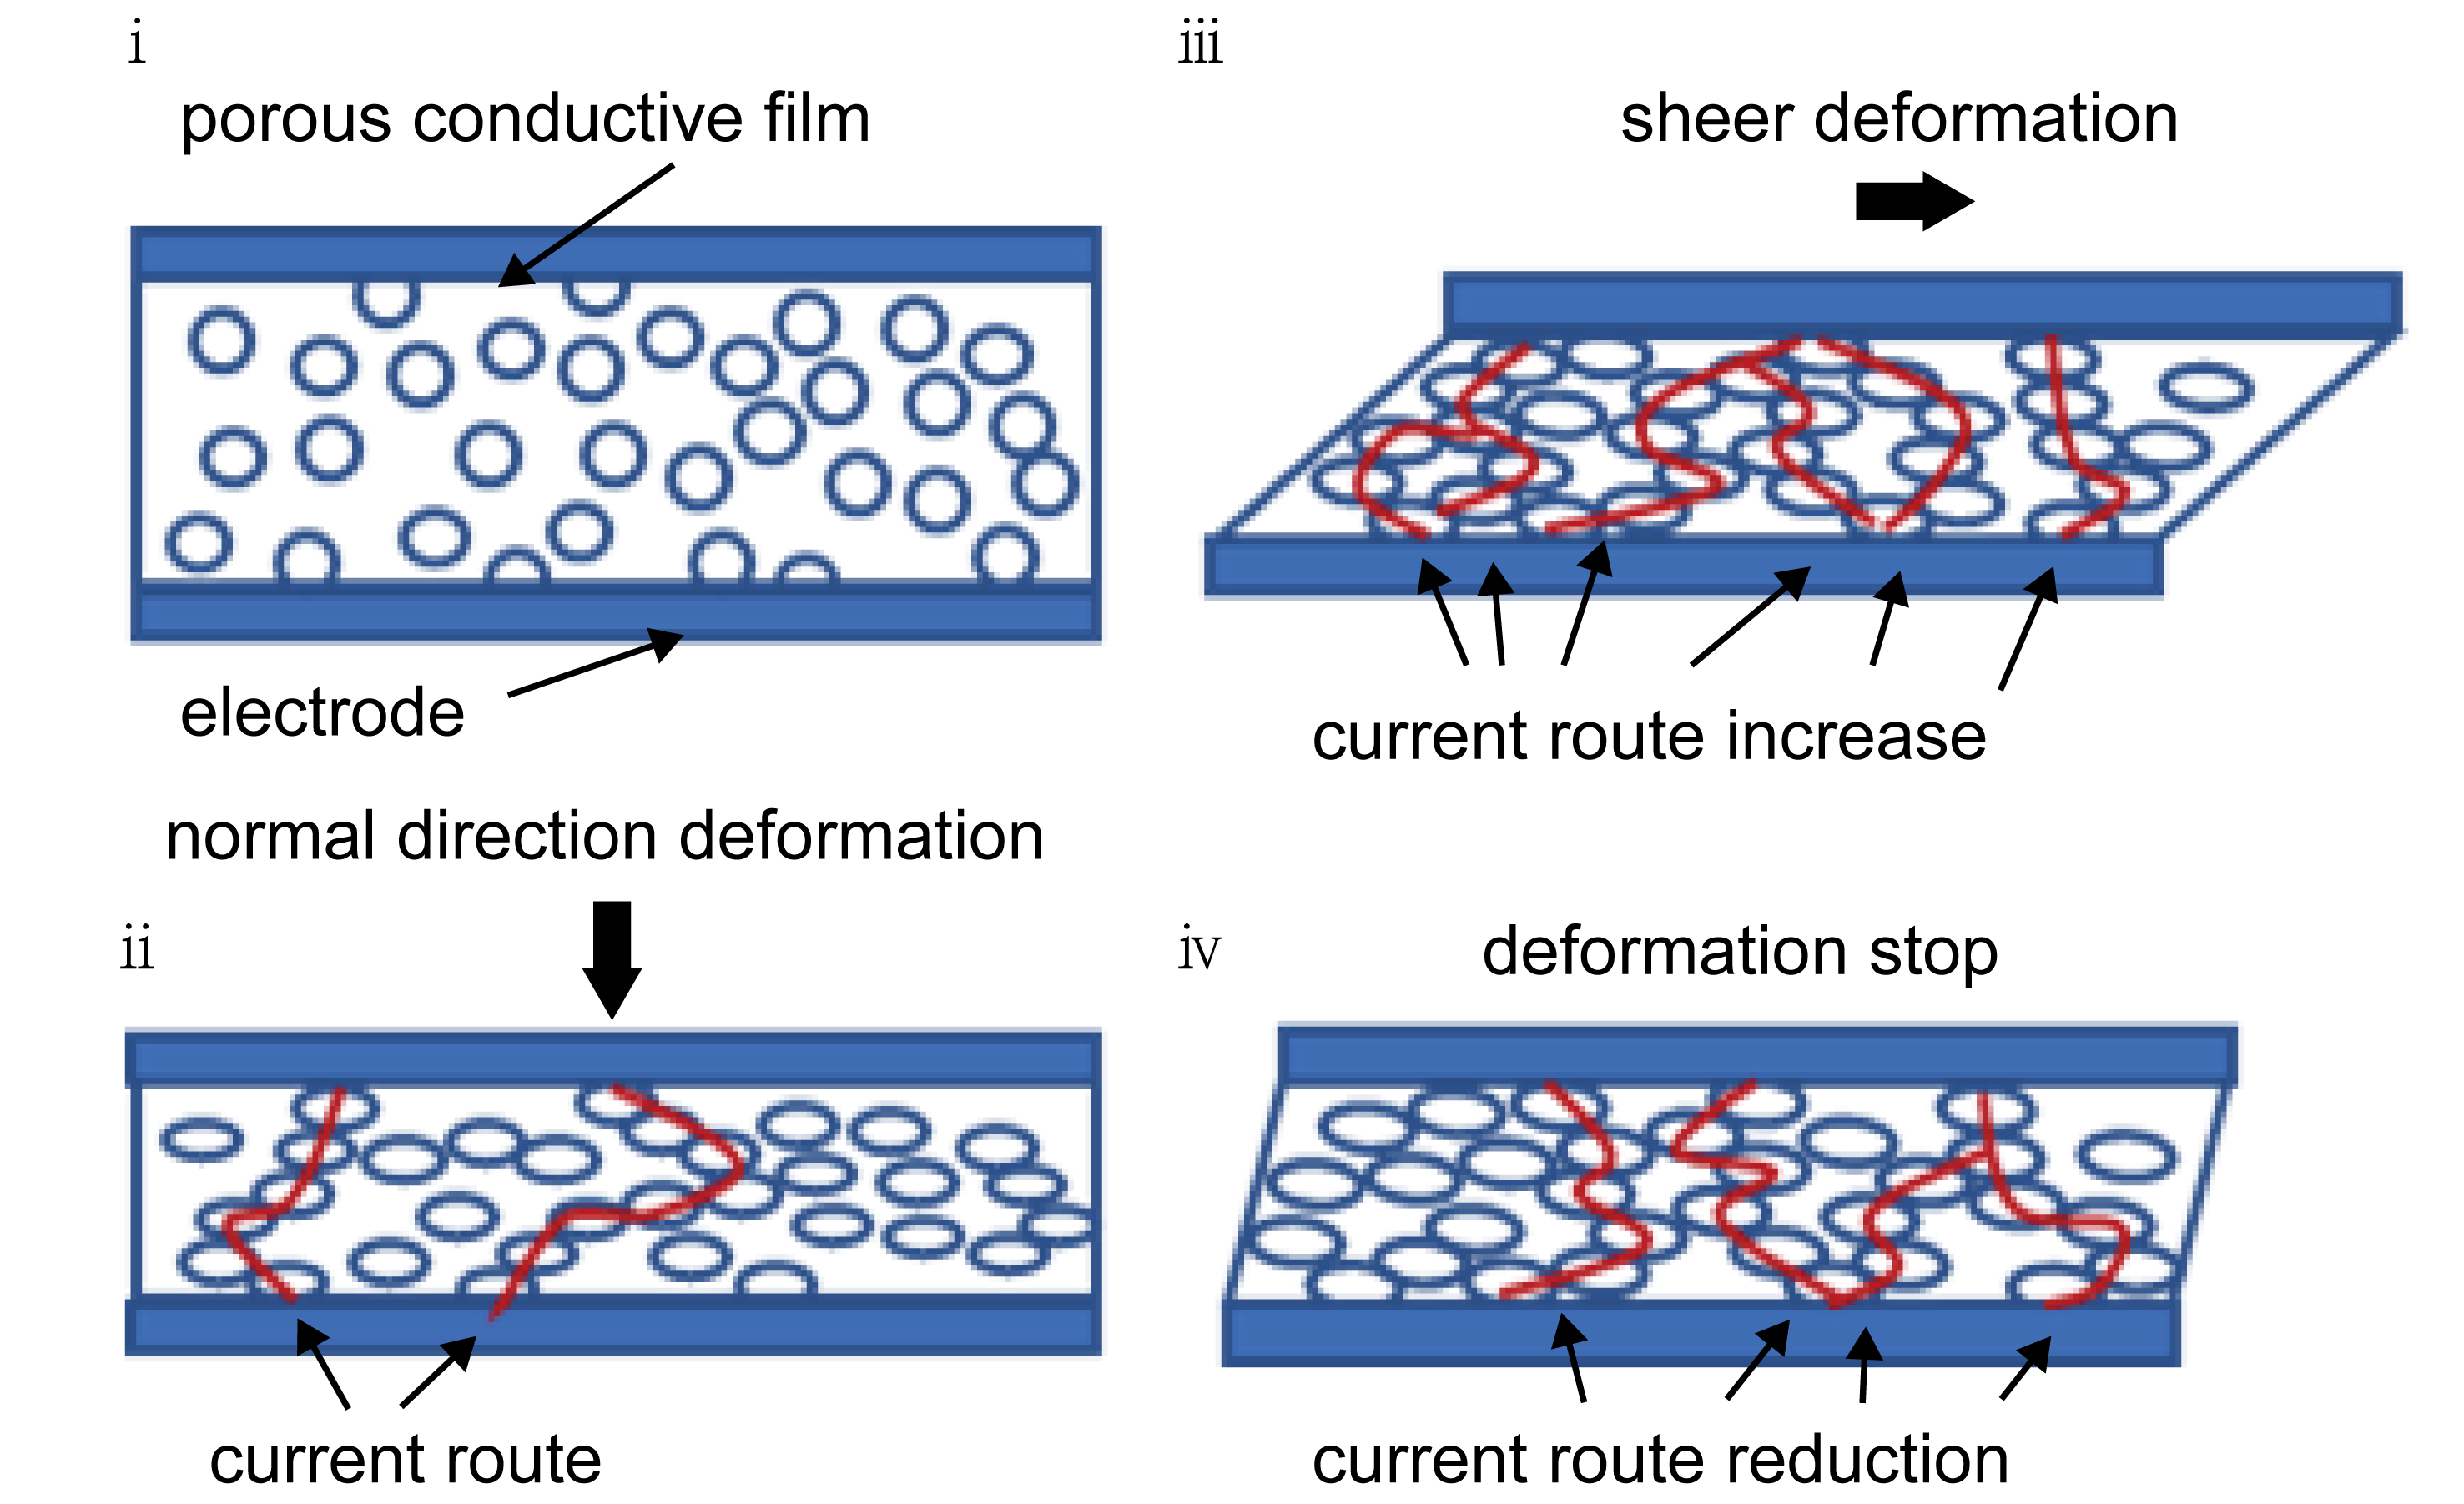 i
porous conductive film
electrode
normal direction deformation
ii
current route
iii
sheer deformation
current route increase
iv
deformation stop
current route reduction